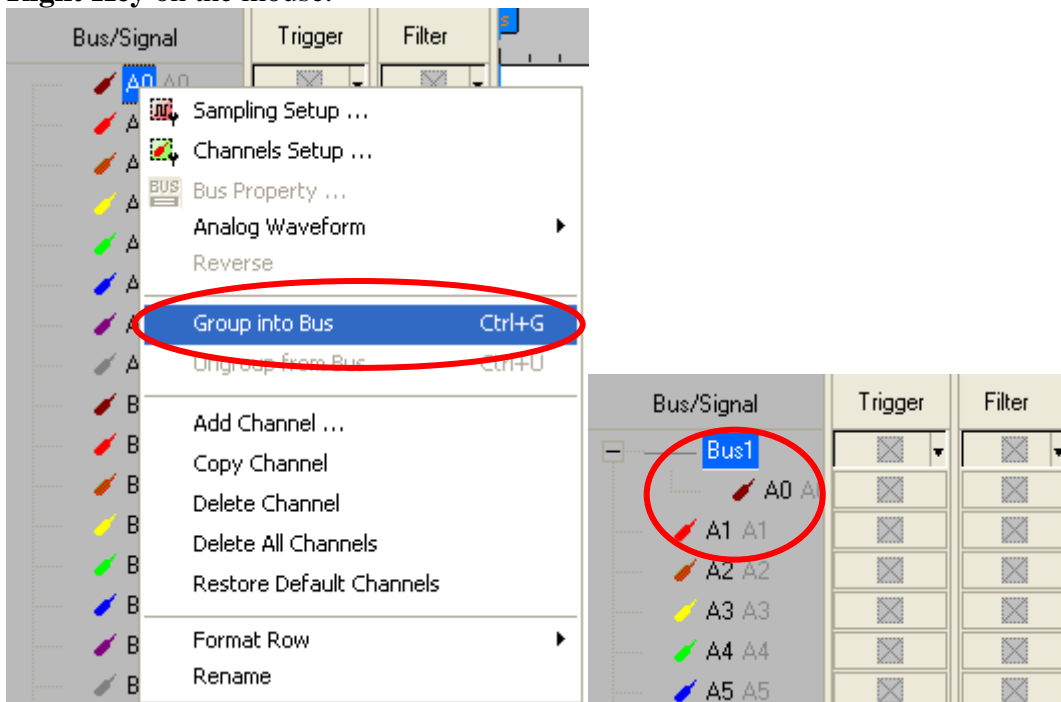 Right Key on the mouse.
Bus/Signal Trigger Filter
A0 A0
Sampling Setup ...
A
Channels Setup ...
A
Bus Property ...
BUS
A
Analog Waveform
A
Reverse
A
Group into Bus Ctrl+G
A
Ungroup from Bus Ctrl+U
A
B
Add Channel ...
B
Copy Channel
B
Delete Channel
B
Delete All Channels
B
Restore Default Channels
B
Format Row
B
Rename
B
Bus/Signal Trigger Filter
Bus1
A0
A1 A1
A2 A2
A3 A3
A4 A4
A5 A5